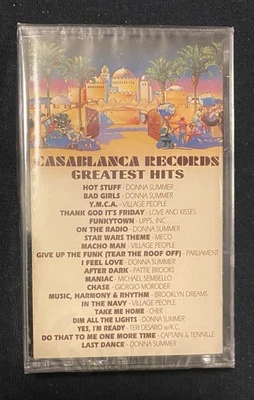 CASABLANCA RECORDS
GREATEST HITS
HOT STUFF - DONNA SUMMER
BAD GIRLS - DONNA SUMMER
Y.M.C.A. - VILLAGE PEOPLE
THANK GOD IT'S FRIDAY - LOVE AND KISSES
FUNKYTOWN - LIPPS, INC.
ON THE RADIO - DONNA SUMMER
STAR WARS THEME - MECO
MACHO MAN - VILLAGE PEOPLE
GIVE UP THE FUNK (TEAR THE ROOF OFF) - PARLIAMENT
I FEEL LOVE - DONNA SUMMER
AFTER DARK - PATTIE BROOKS
MANIAC - MICHAEL SEMBELLO
CHASE - GIORGIO MORODER
MUSIC, HARMONY & RHYTHM - BROOKLYN DREAMS
IN THE NAVY - VILLAGE PEOPLE
TAKE ME HOME - CHER
DIM ALL THE LIGHTS - DONNA SUMMER
YES, I'M READY - TERI DESARIO w/K.C.
DO THAT TO ME ONE MORE TIME - CAPTAIN & TENNILLE
LAST DANCE - DONNA SUMMER